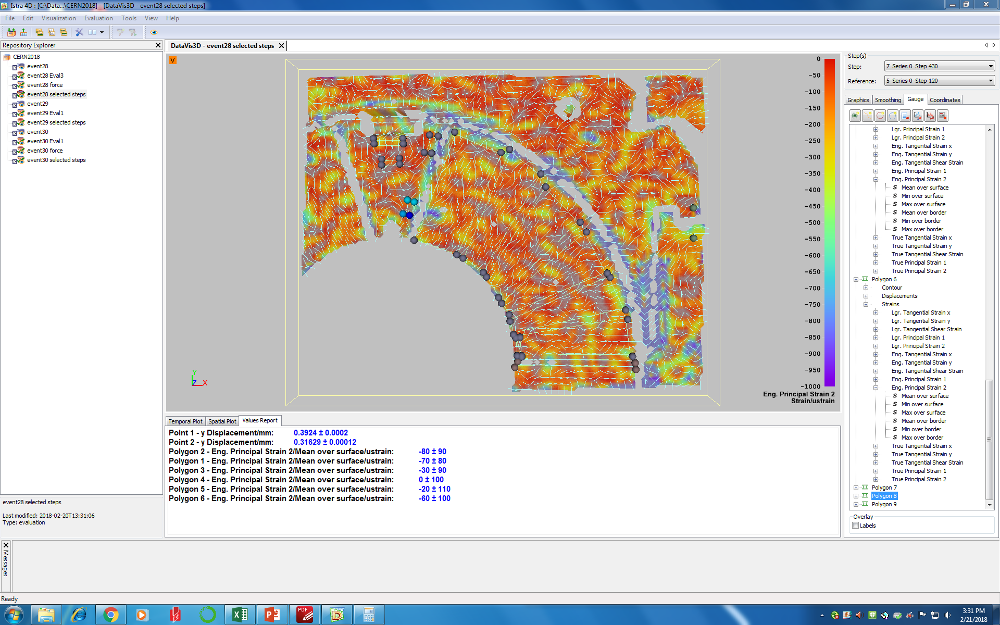 Istra 4D : [C:\Data...\CERN2018] - [DataVis3D - event28 selected steps]
File Edit Visualization Evaluation Tools View Help
Repository Explorer
CERN2018
event28
event28 Eval3
event28 force
event28 selected steps
event29
event29 Eval1
event29 selected steps
event30
event30 Eval1
event30 force
event30 selected steps
event28 selected steps
Last modified: 2018-02-20T13:31:06
Type: evaluation
DataVis3D - event28 selected steps
V
0
-50
-100
-150
-200
-250
-300
-350
-400
-450
-500
-550
-600
-650
-700
-750
-800
-850
-900
-950
-1000
Eng. Principal Strain 2
Strain/ustrain
Y
Z X
Temporal Plot Spatial Plot Values Report
Point 1 - y Displacement/mm: 0.3924 ± 0.0002
Point 2 - y Displacement/mm: 0.31629 ± 0.00012
Polygon 2 - Eng. Principal Strain 2/Mean over surface/ustrain: -80 ± 90
Polygon 1 - Eng. Principal Strain 2/Mean over surface/ustrain: -70 ± 80
Polygon 3 - Eng. Principal Strain 2/Mean over surface/ustrain: -30 ± 90
Polygon 4 - Eng. Principal Strain 2/Mean over surface/ustrain: 0 ± 100
Polygon 5 - Eng. Principal Strain 2/Mean over surface/ustrain: -20 ± 110
Polygon 6 - Eng. Principal Strain 2/Mean over surface/ustrain: -60 ± 100
Step(s)
Step: 7 Series 0 Step 430
Reference: 5 Series 0 Step 120
Graphics Smoothing Gauge Coordinates
Lgr. Principal Strain 1
Lgr. Principal Strain 2
Eng. Tangential Strain x
Eng. Tangential Strain y
Eng. Tangential Shear Strain
Eng. Principal Strain 1
Eng. Principal Strain 2
S Mean over surface
S Min over surface
S Max over surface
S Mean over border
S Min over border
S Max over border
True Tangential Strain x
True Tangential Strain y
True Tangential Shear Strain
True Principal Strain 1
True Principal Strain 2
Polygon 6
Contour
Displacements
Strains
Lgr. Tangential Strain x
Lgr. Tangential Strain y
Lgr. Tangential Shear Strain
Lgr. Principal Strain 1
Lgr. Principal Strain 2
Eng. Tangential Strain x
Eng. Tangential Strain y
Eng. Tangential Shear Strain
Eng. Principal Strain 1
Eng. Principal Strain 2
S Mean over surface
S Min over surface
S Max over surface
S Mean over border
S Min over border
S Max over border
True Tangential Strain x
True Tangential Strain y
True Tangential Shear Strain
True Principal Strain 1
True Principal Strain 2
Polygon 7
Polygon 8
Polygon 9
Overlay
Labels
Messages
Ready
PDF
3:31 PM
2/21/2018